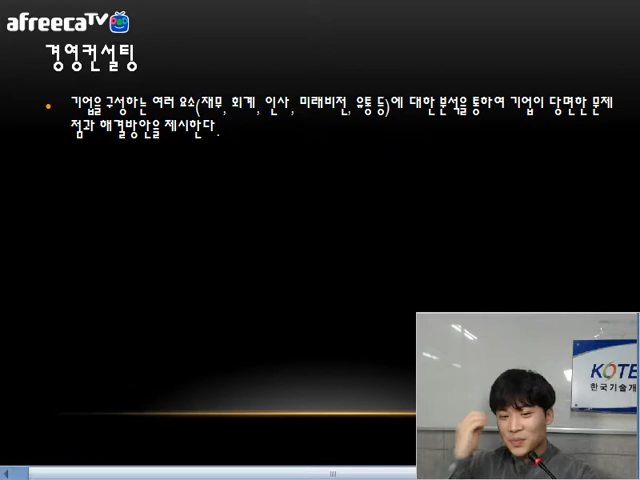 afreecaTV
경영컨설팅
기업을 구성하는 여러 요소(재무, 회계, 인사, 미래비전, 유통 등)에 대한 분석을 통하여 기업이 당면한 문제
점과 해결방안을 제시한다.
KOTE
한국기술개